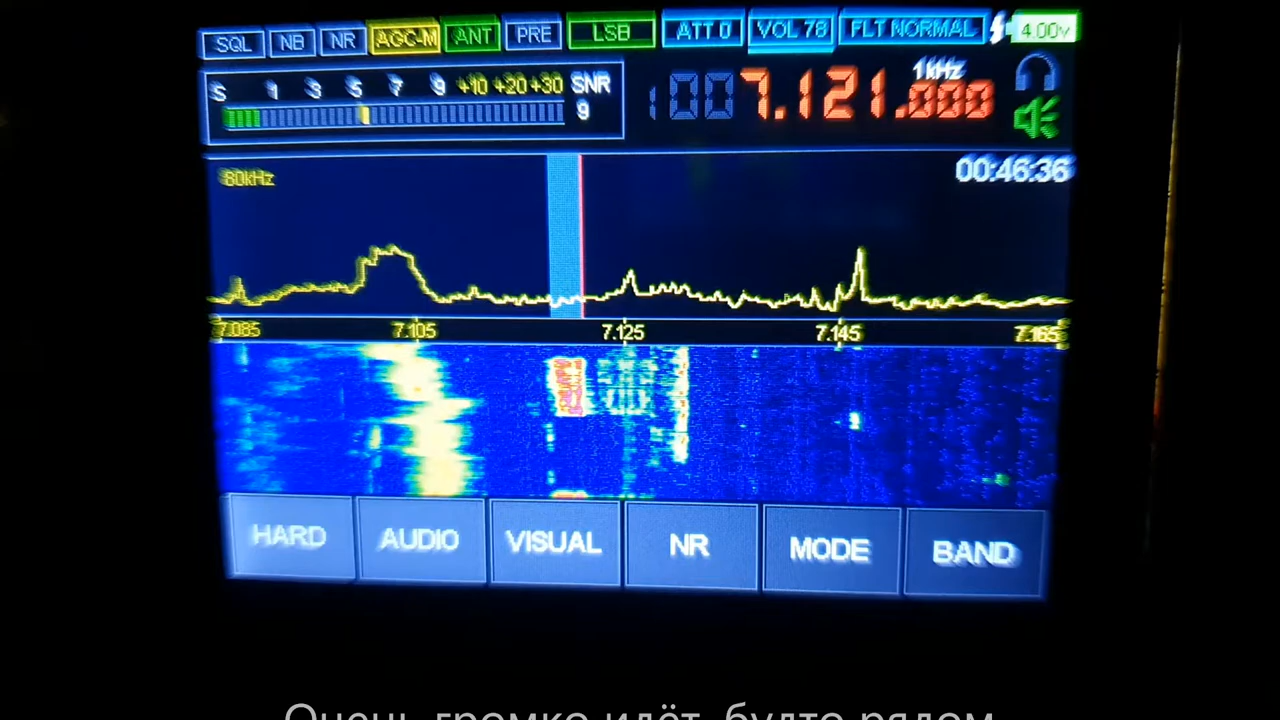 SQL NB NR AGC-M ANT PRE LSB ATT 0 VOL 78 FLT NORMAL 4.00v
S 1 3 5 7 9 +10 +20 +30 SNR
9
1kHz
100 7.121.000
80kHz
00:46:36
7.085 7.105 7.125 7.145 7.165
HARD AUDIO VISUAL NR MODE BAND
Очень громко идёт, будто рядом